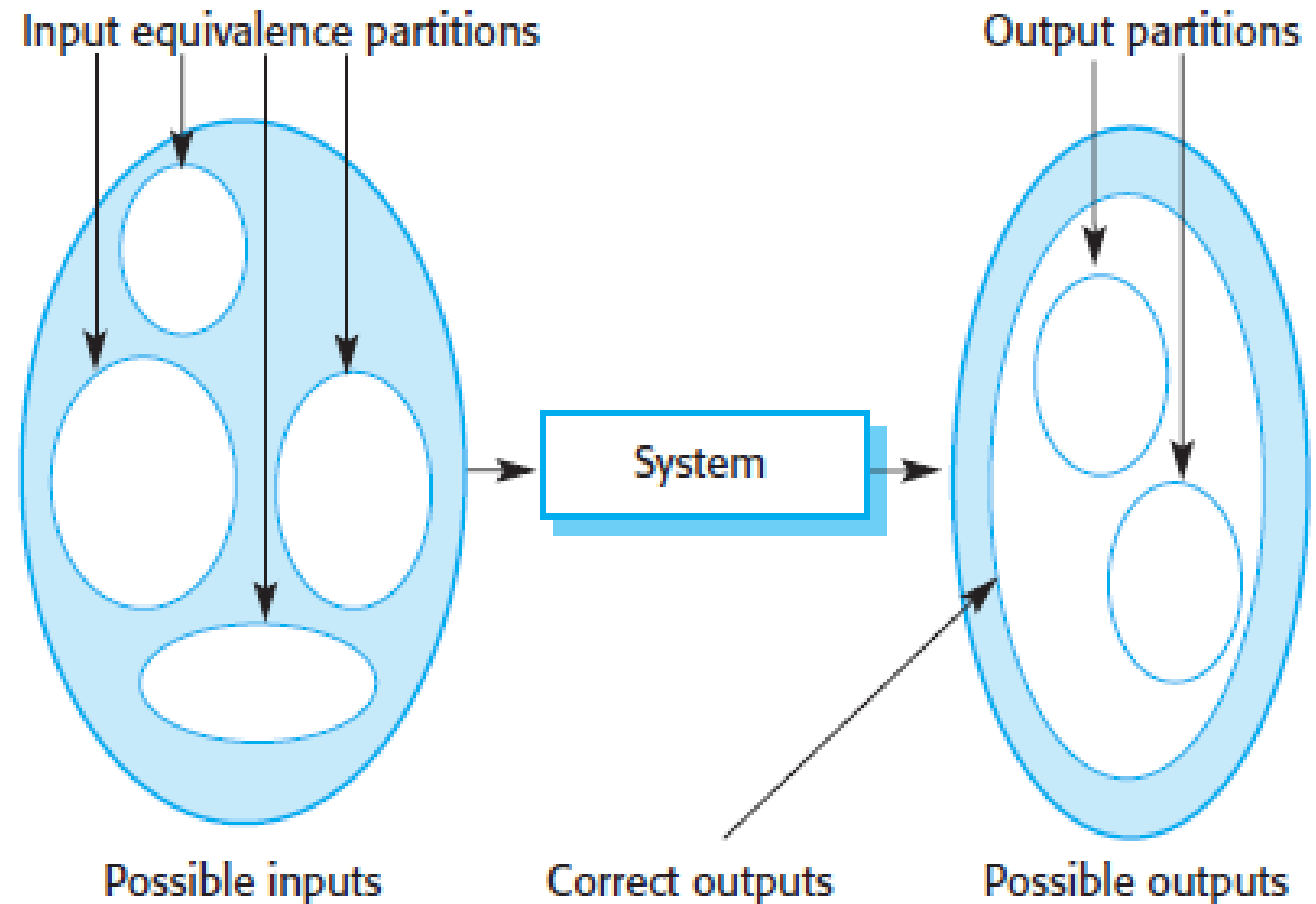 Input equivalence partitions
Output partitions
System
Possible inputs
Correct outputs
Possible outputs